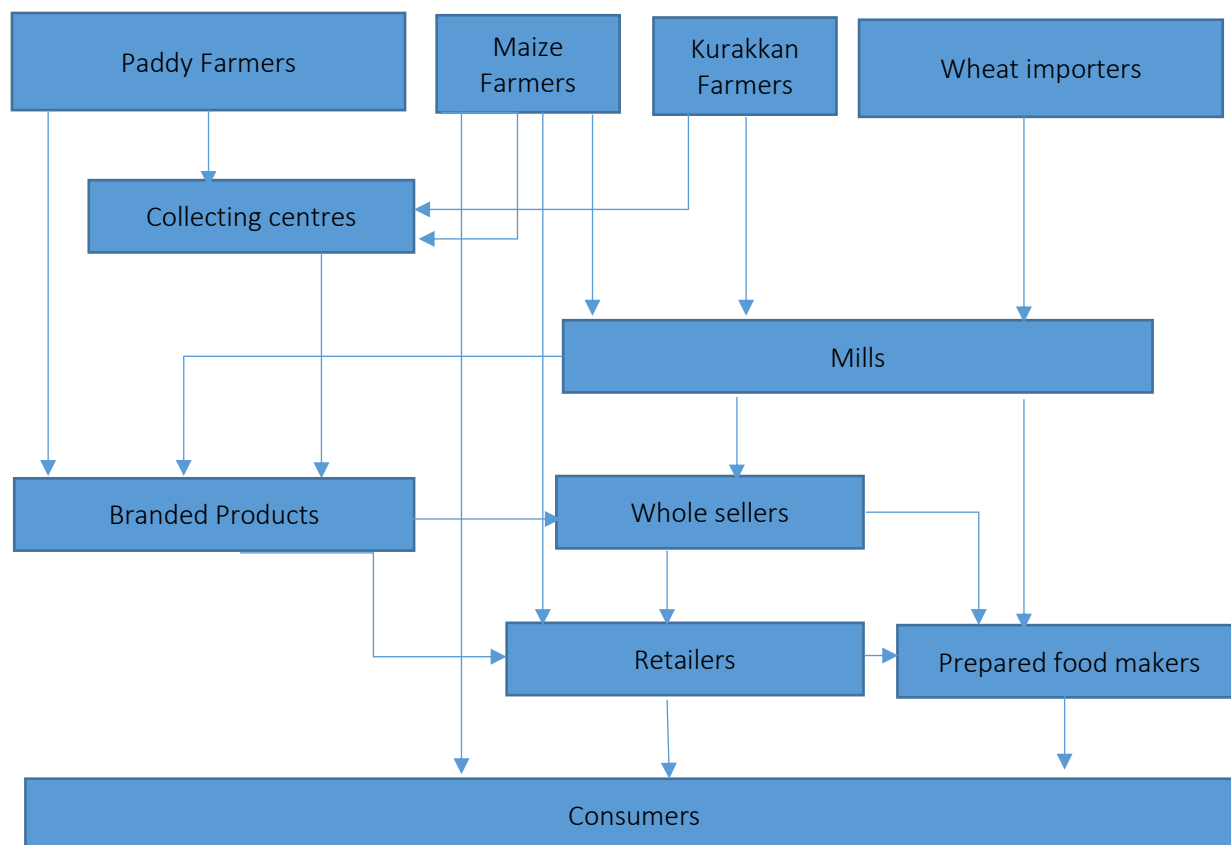 Paddy Farmers
Maize
Farmers
Kurakkan
Farmers
Wheat importers
Collecting centres
Mills
Branded Products
Whole sellers
Retailers
Prepared food makers
Consumers